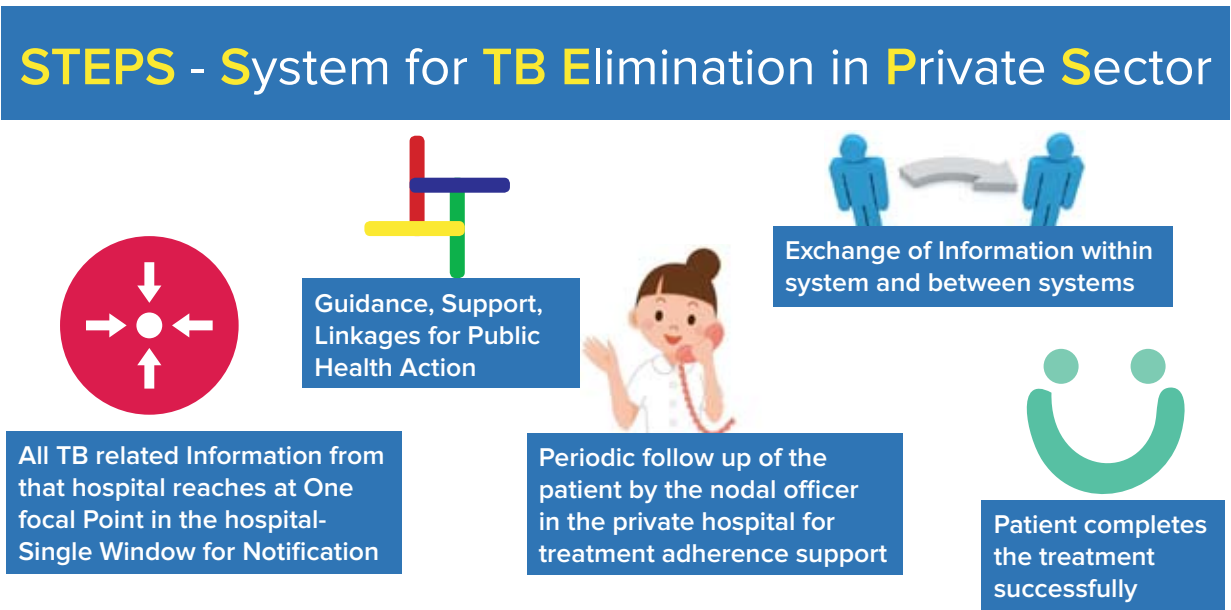 STEPS - System for TB Elimination in Private Sector
All TB related Information from
that hospital reaches at One
focal Point in the hospital-
Single Window for Notification
Guidance, Support,
Linkages for Public
Health Action
Periodic follow up of the
patient by the nodal officer
in the private hospital for
treatment adherence support
Exchange of Information within
system and between systems
Patient completes
the treatment
successfully